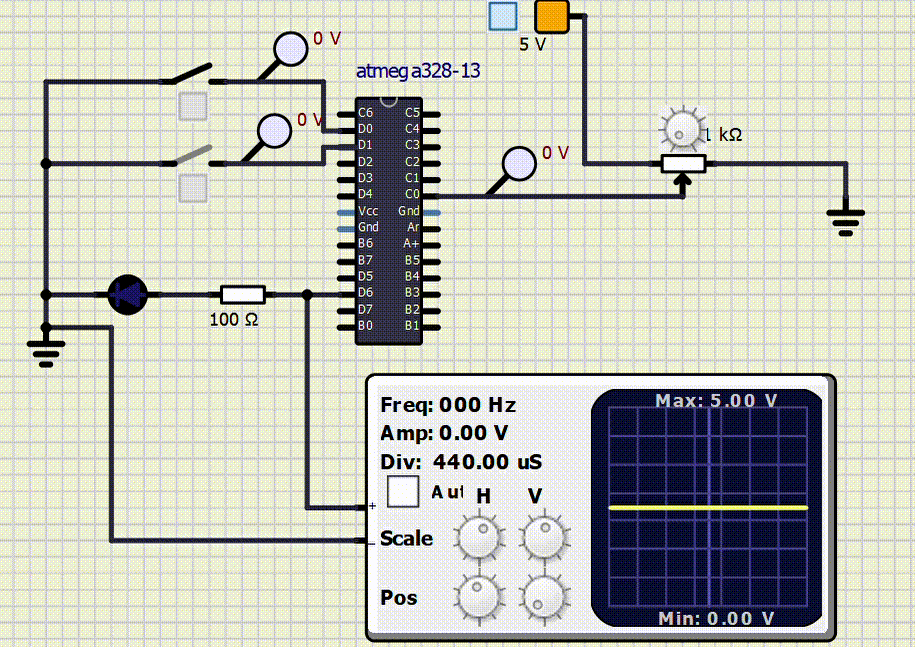 0 V
5 V
atmega328-13
0 V
1 kΩ
0 V
C6 C5
D0 C4
D1 C3
D2 C2
D3 C1
D4 C0
Vcc Gnd
Gnd Ar
B6 A+
B7 B5
D5 B4
D6 B3
D7 B2
B0 B1
100 Ω
Freq: 000 Hz
Amp: 0.00 V
Div: 440.00 uS
Aut H V
+
Scale
–
Pos
Max: 5.00 V
Min: 0.00 V